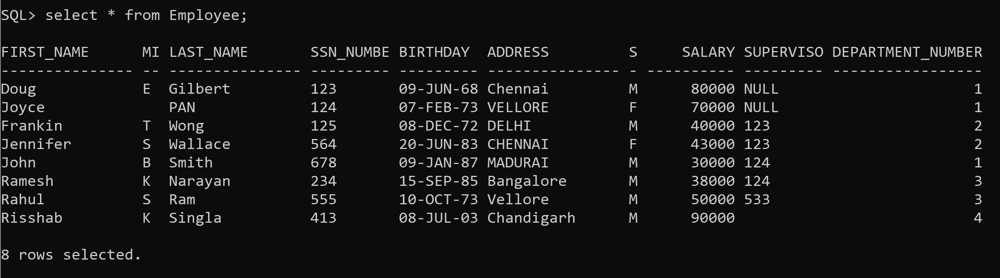 SQL> select * from Employee;
FIRST_NAME      MI LAST_NAME       SSN_NUMBE BIRTHDAY  ADDRESS         S     SALARY SUPERVISO DEPARTMENT_NUMBER
--------------- -- --------------- --------- --------- --------------- - ---------- --------- -----------------
Doug            E  Gilbert         123       09-JUN-68 Chennai         M      80000 NULL                      1
Joyce              PAN             124       07-FEB-73 VELLORE         F      70000 NULL                      1
Frankin         T  Wong            125       08-DEC-72 DELHI           M      40000 123                       2
Jennifer        S  Wallace         564       20-JUN-83 CHENNAI         F      43000 123                       2
John            B  Smith           678       09-JAN-87 MADURAI         M      30000 124                       1
Ramesh          K  Narayan         234       15-SEP-85 Bangalore       M      38000 124                       3
Rahul           S  Ram             555       10-OCT-73 Vellore         M      50000 533                       3
Risshab         K  Singla          413       08-JUL-03 Chandigarh      M      90000                           4
8 rows selected.